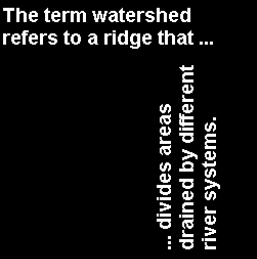 The term watershed
refers to a ridge that ...
... divides areas
drained by different
river systems.